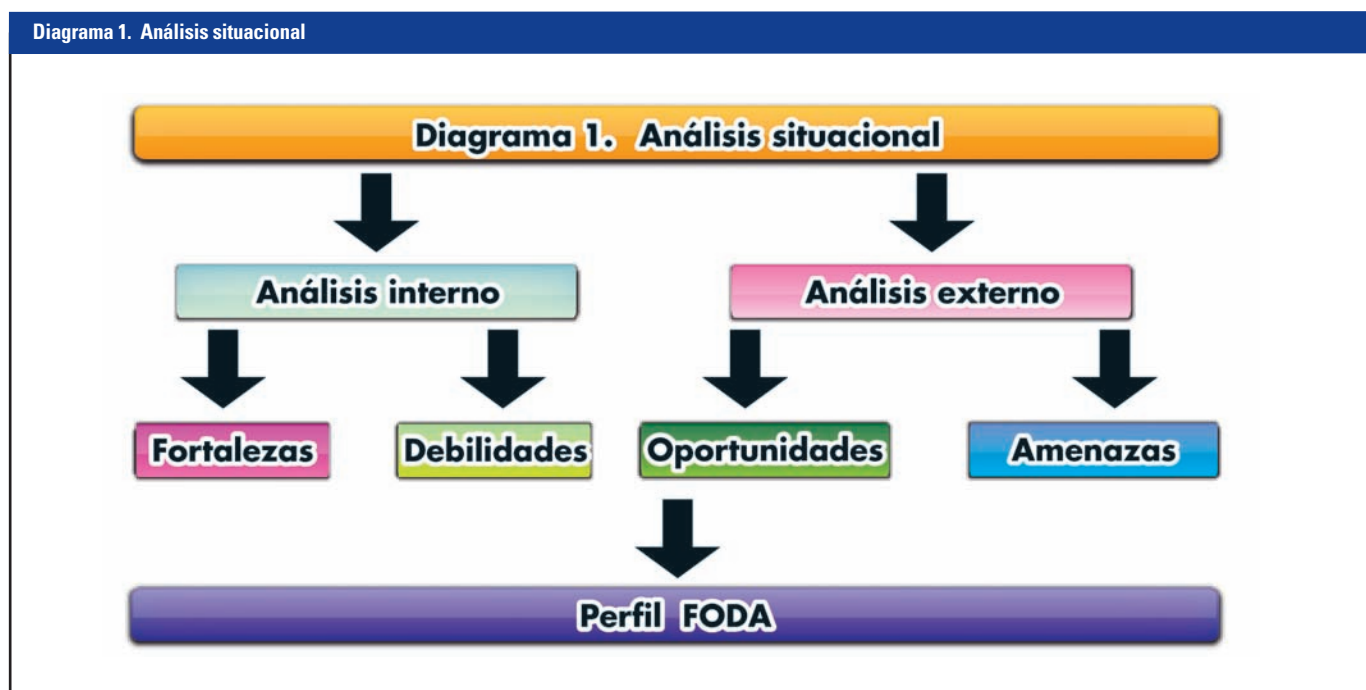 Diagrama 1. Análisis situacional
Diagrama 1. Análisis situacional
Análisis interno
Análisis externo
Fortalezas
Debilidades
Oportunidades
Amenazas
Perfil FODA